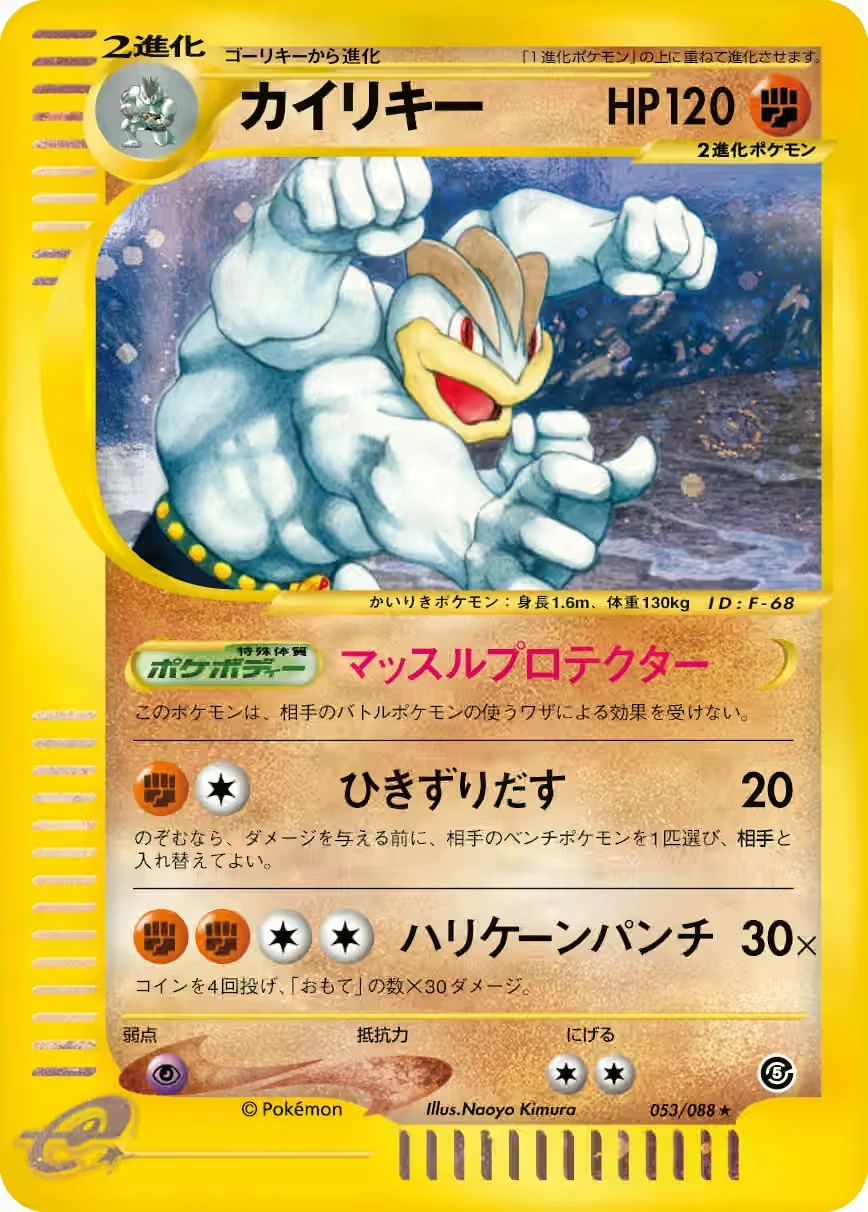 2進化
ゴーリキーから進化
「1進化ポケモン」の上に重ねて進化させます。
カイリキー
HP120
2進化ポケモン
かいりきポケモン：身長1.6m、体重130kg ID：F-68
特殊体質
ポケボディー
マッスルプロテクター
このポケモンは、相手のバトルポケモンの使うワザによる効果を受けない。
ひきずりだす 20
のぞむなら、ダメージを与える前に、相手のベンチポケモンを1匹選び、相手と
入れ替えてよい。
ハリケーンパンチ 30×
コインを4回投げ、「おもて」の数×30ダメージ。
弱点 抵抗力 にげる
5
© Pokémon Illus.Naoyo Kimura 053/088★
e